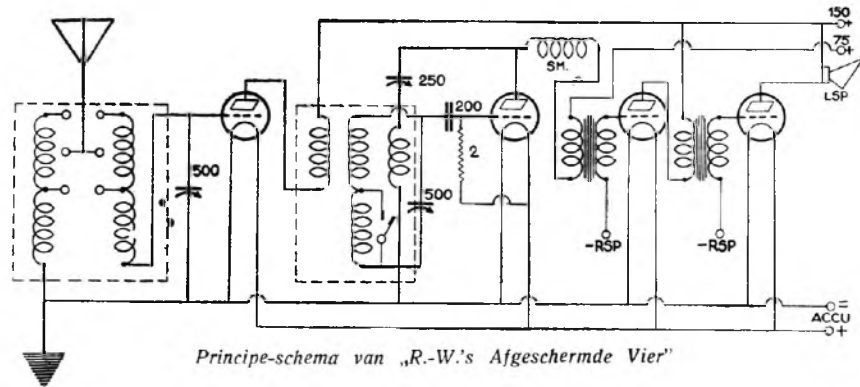 150
+
75
+
250
SM.
LSP
200
500
2
500
-RSP
-RSP
=
ACCU
+
Principe-schema van „R.-W.'s Afgeschermde Vier"